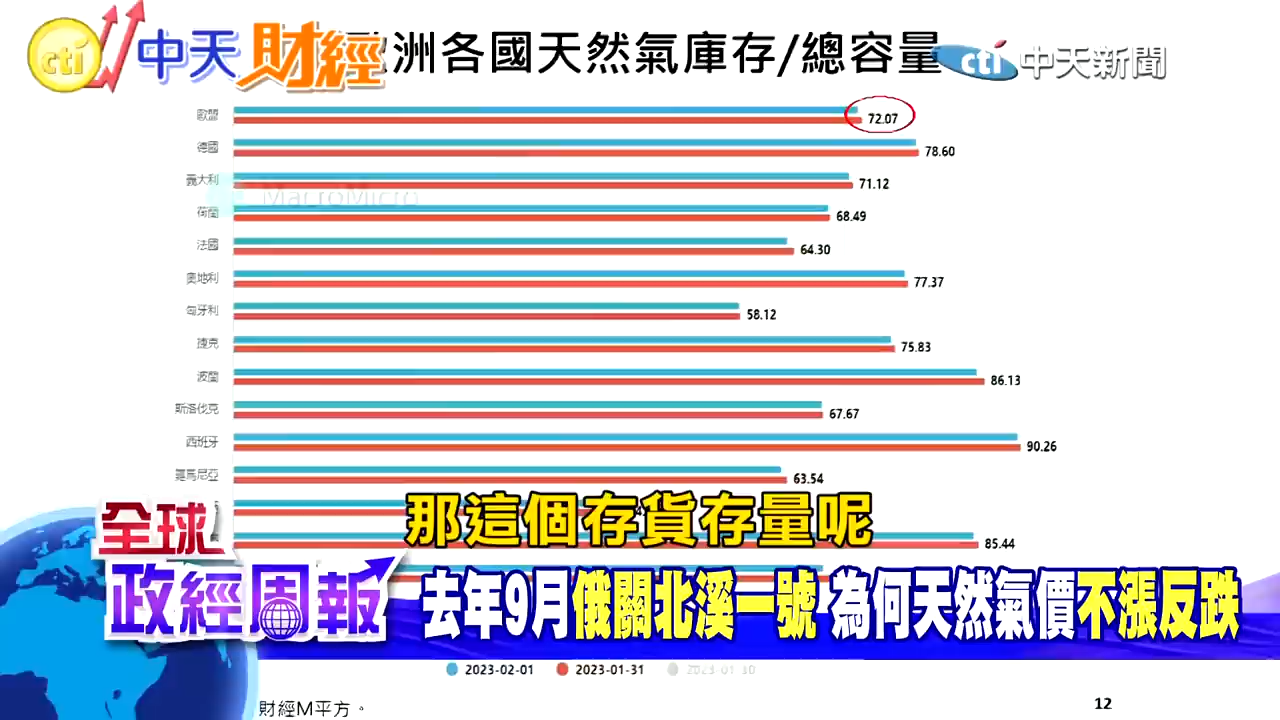 cti 中天財經
歐洲各國天然氣庫存/總容量
cti 中天新聞
歐盟 72.07
德國 78.60
義大利 71.12
MacroMicro
荷蘭 68.49
法國 64.30
奧地利 77.37
匈牙利 58.12
捷克 75.83
波蘭 86.13
斯洛伐克 67.67
西班牙 90.26
羅馬尼亞 63.54
85.44
那這個存貨存量呢
全球
政經周報
去年9月俄關北溪一號 為何天然氣價不漲反跌
2023-02-01 2023-01-31 2023-01-30
財經M平方。
12